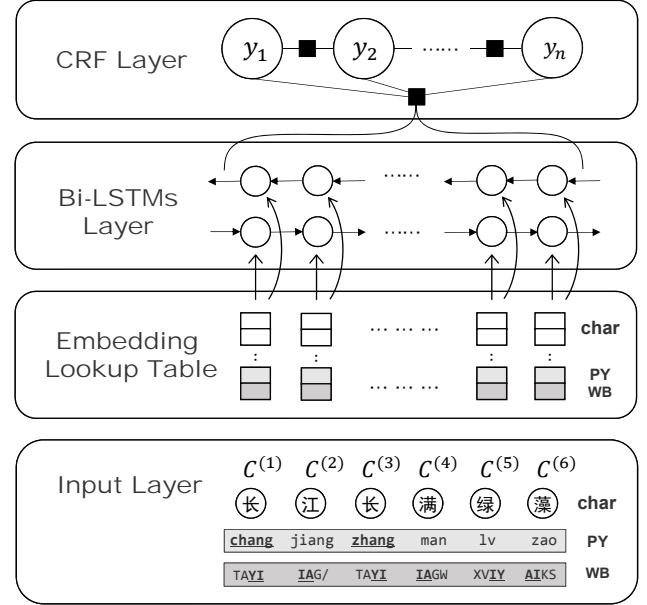 CRF Layer
y₁ y₂ ...... yₙ
Bi-LSTMs Layer
......
......
Embedding Lookup Table
... ... ... char
: : : :
... ... ... PY
WB
Input Layer
C⁽¹⁾ C⁽²⁾ C⁽³⁾ C⁽⁴⁾ C⁽⁵⁾ C⁽⁶⁾
长 江 长 满 绿 藻 char
chang jiang zhang man lv zao PY
TAYI IAG/ TAYI IAGW XVIY AIKS WB